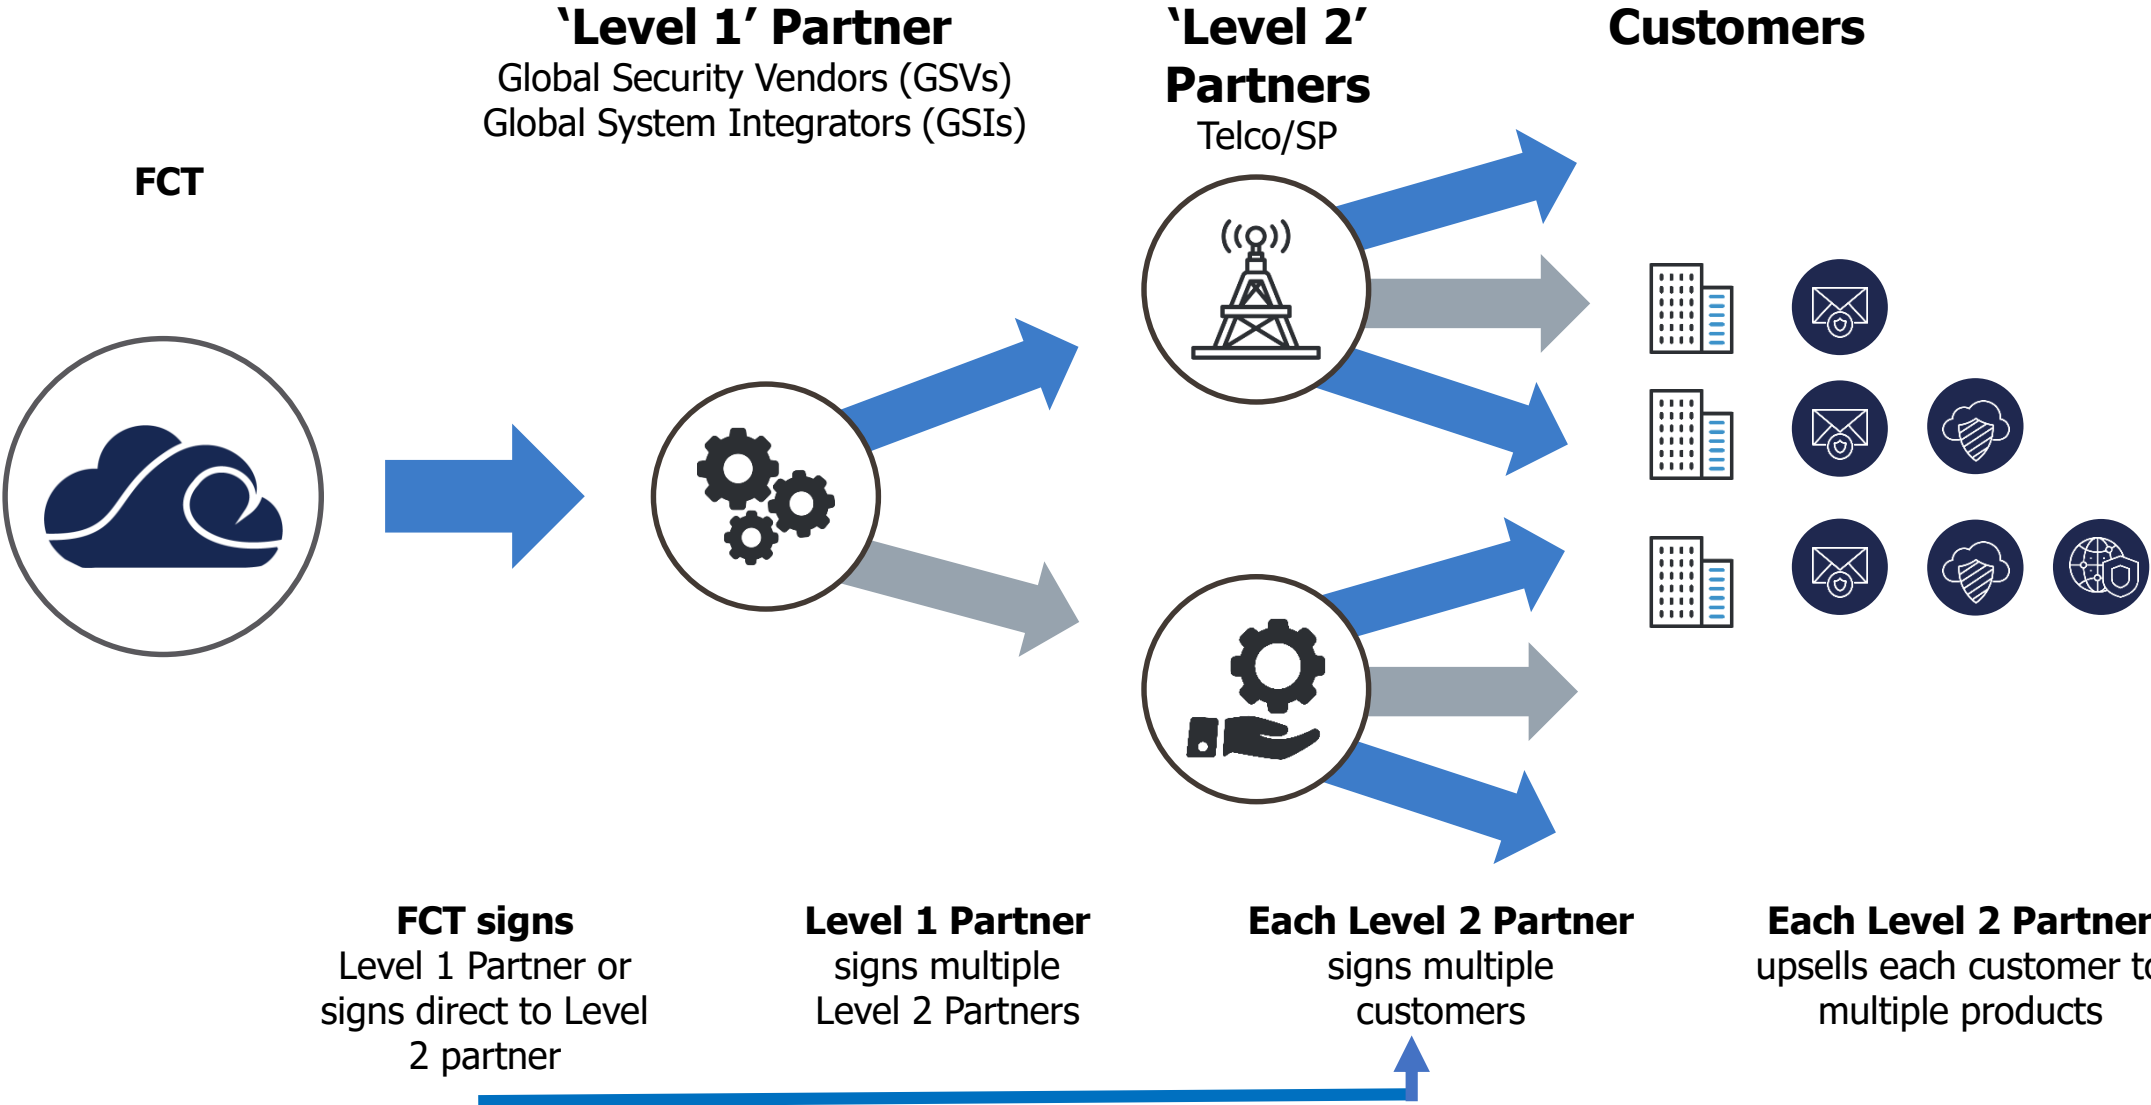 ‘Level 1’ Partner
Global Security Vendors (GSVs)
Global System Integrators (GSIs)
‘Level 2’
Partners
Telco/SP
Customers
FCT
FCT signs
Level 1 Partner or
signs direct to Level
2 partner
Level 1 Partner
signs multiple
Level 2 Partners
Each Level 2 Partner
signs multiple
customers
Each Level 2 Partner
upsells each customer to
multiple products